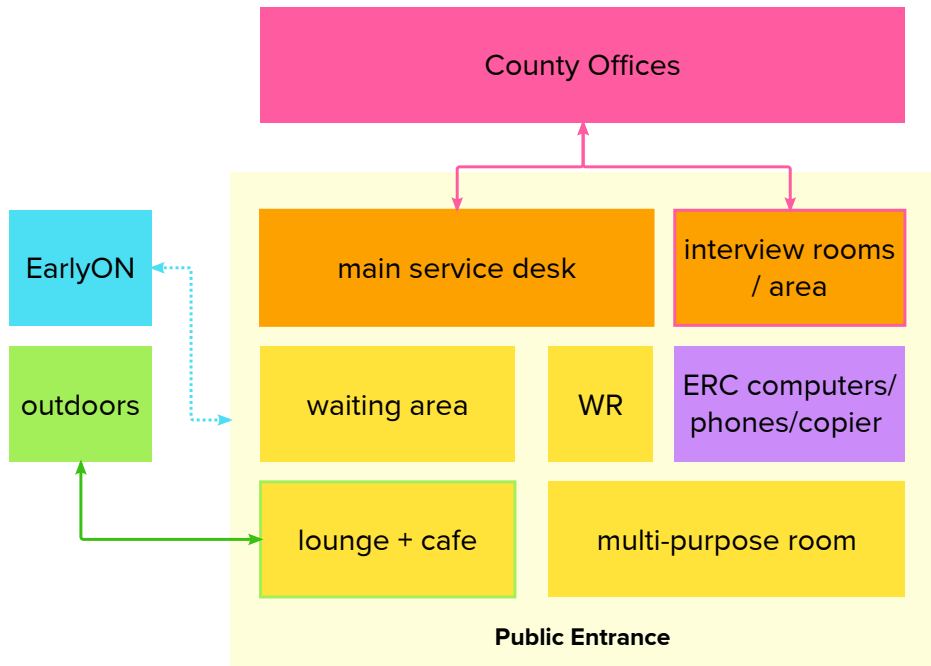 County Offices
EarlyON
main service desk
interview rooms
/ area
outdoors
waiting area
WR
ERC computers/
phones/copier
lounge + cafe
multi-purpose room
Public Entrance